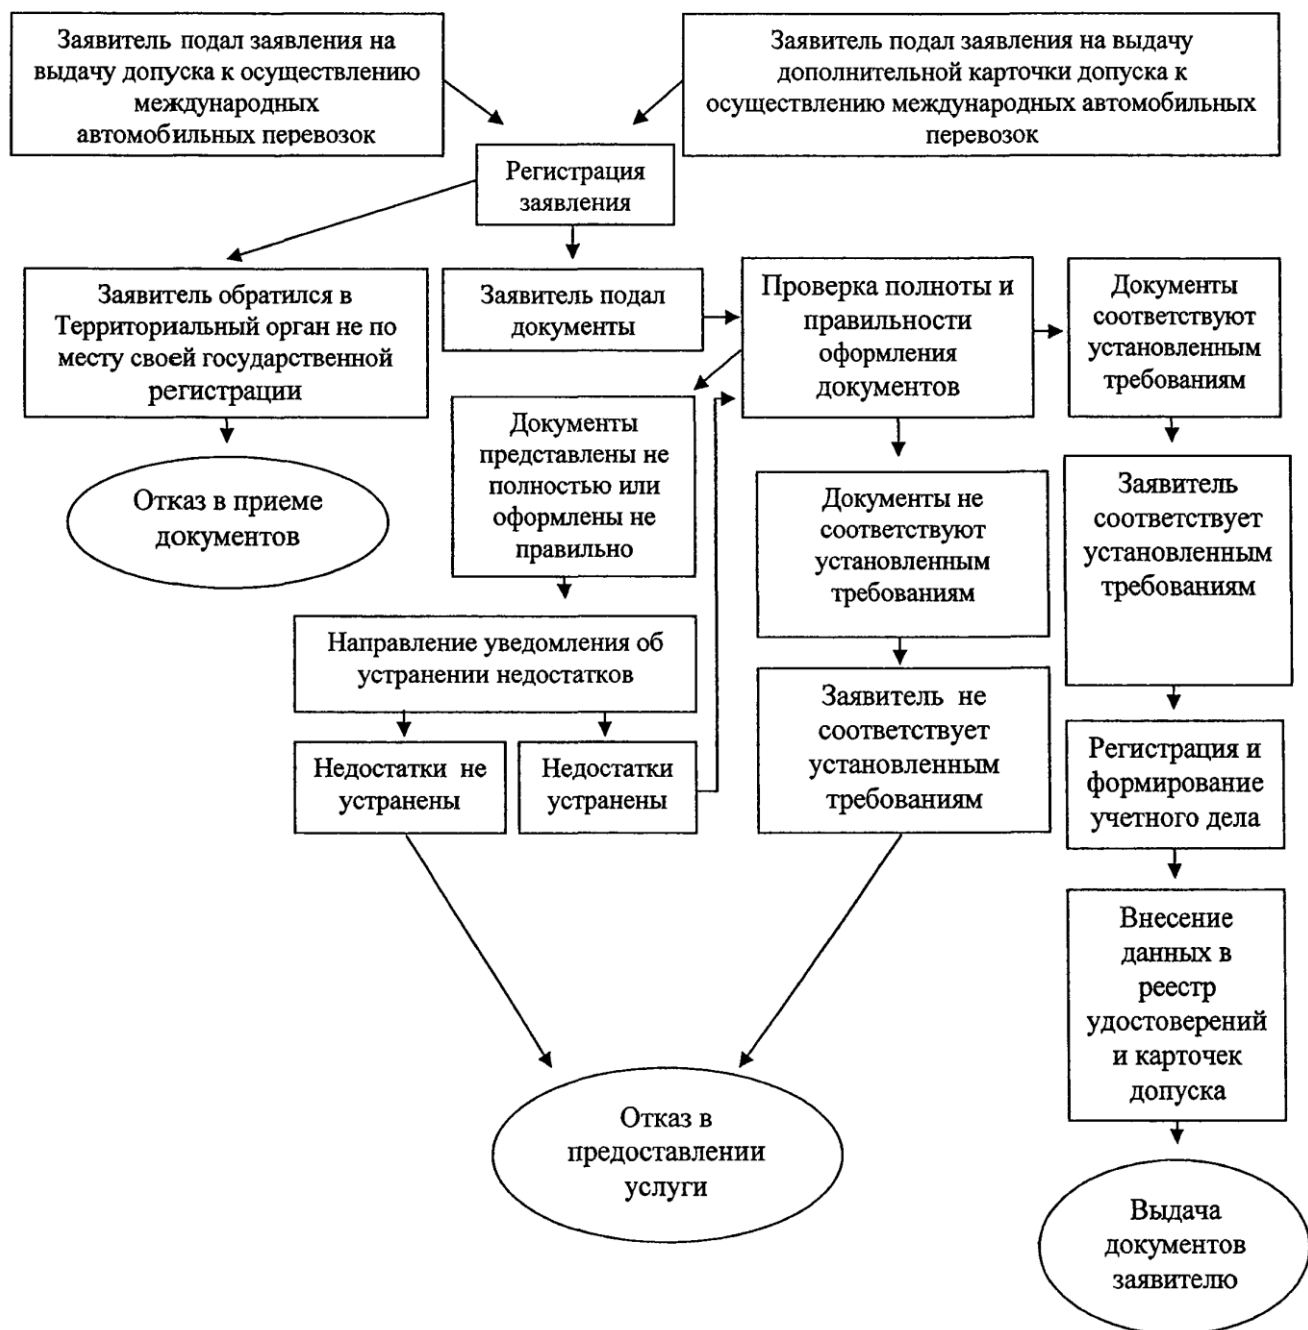 Заявитель подал заявления на
выдачу допуска к осуществлению
международных
автомобильных перевозок
Заявитель подал заявления на выдачу
дополнительной карточки допуска к
осуществлению международных автомобильных
перевозок
Регистрация
заявления
Заявитель обратился в
Территориальный орган не по
месту своей государственной
регистрации
Заявитель подал
документы
Проверка полноты и
правильности
оформления
документов
Документы
соответствуют
установленным
требованиям
Отказ в приеме
документов
Документы
представлены не
полностью или
оформлены не
правильно
Документы не
соответствуют
установленным
требованиям
Заявитель
соответствует
установленным
требованиям
Направление уведомления об
устранении недостатков
Недостатки не
устранены
Недостатки
устранены
Заявитель не
соответствует
установленным
требованиям
Регистрация и
формирование
учетного дела
Внесение
данных в
реестр
удостоверений
и карточек
допуска
Отказ в
предоставлении
услуги
Выдача
документов
заявителю